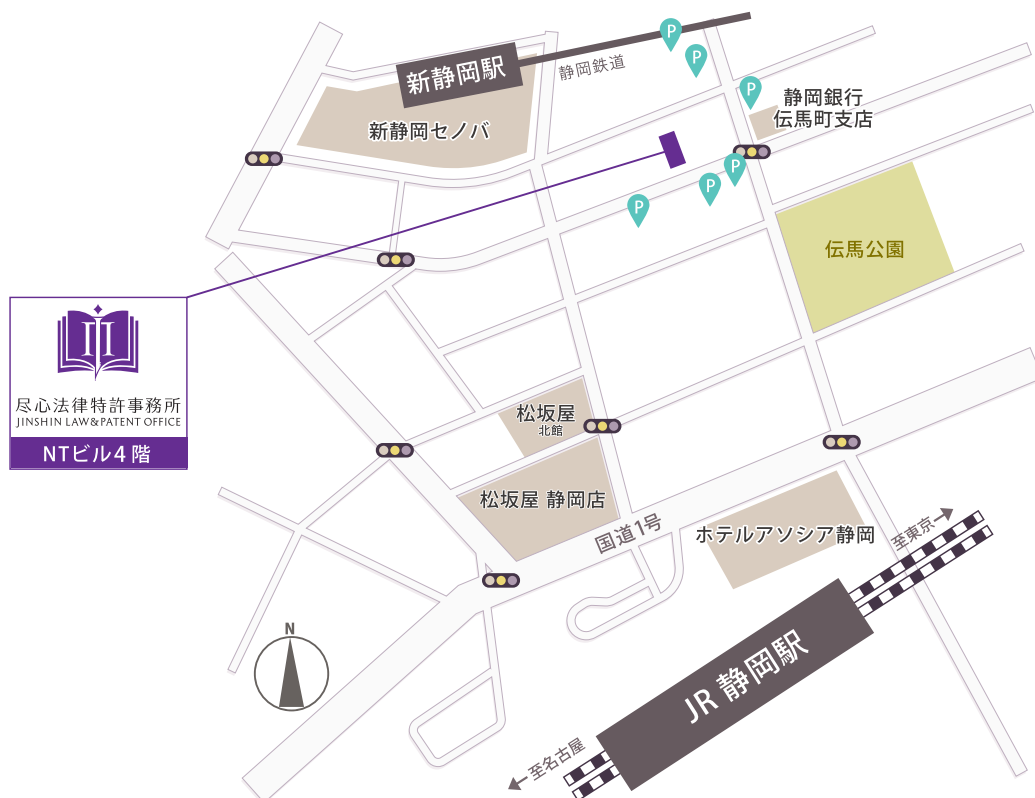 P
P
P
新静岡駅
静岡鉄道
静岡銀行
伝馬町支店
新静岡セノバ
P
P
P
伝馬公園
尽心法律特許事務所
JINSHIN LAW&PATENT OFFICE
NTビル4階
松坂屋
北館
松坂屋 静岡店
国道1号
ホテルアソシア静岡
至東京
N
JR 静岡駅
至名古屋